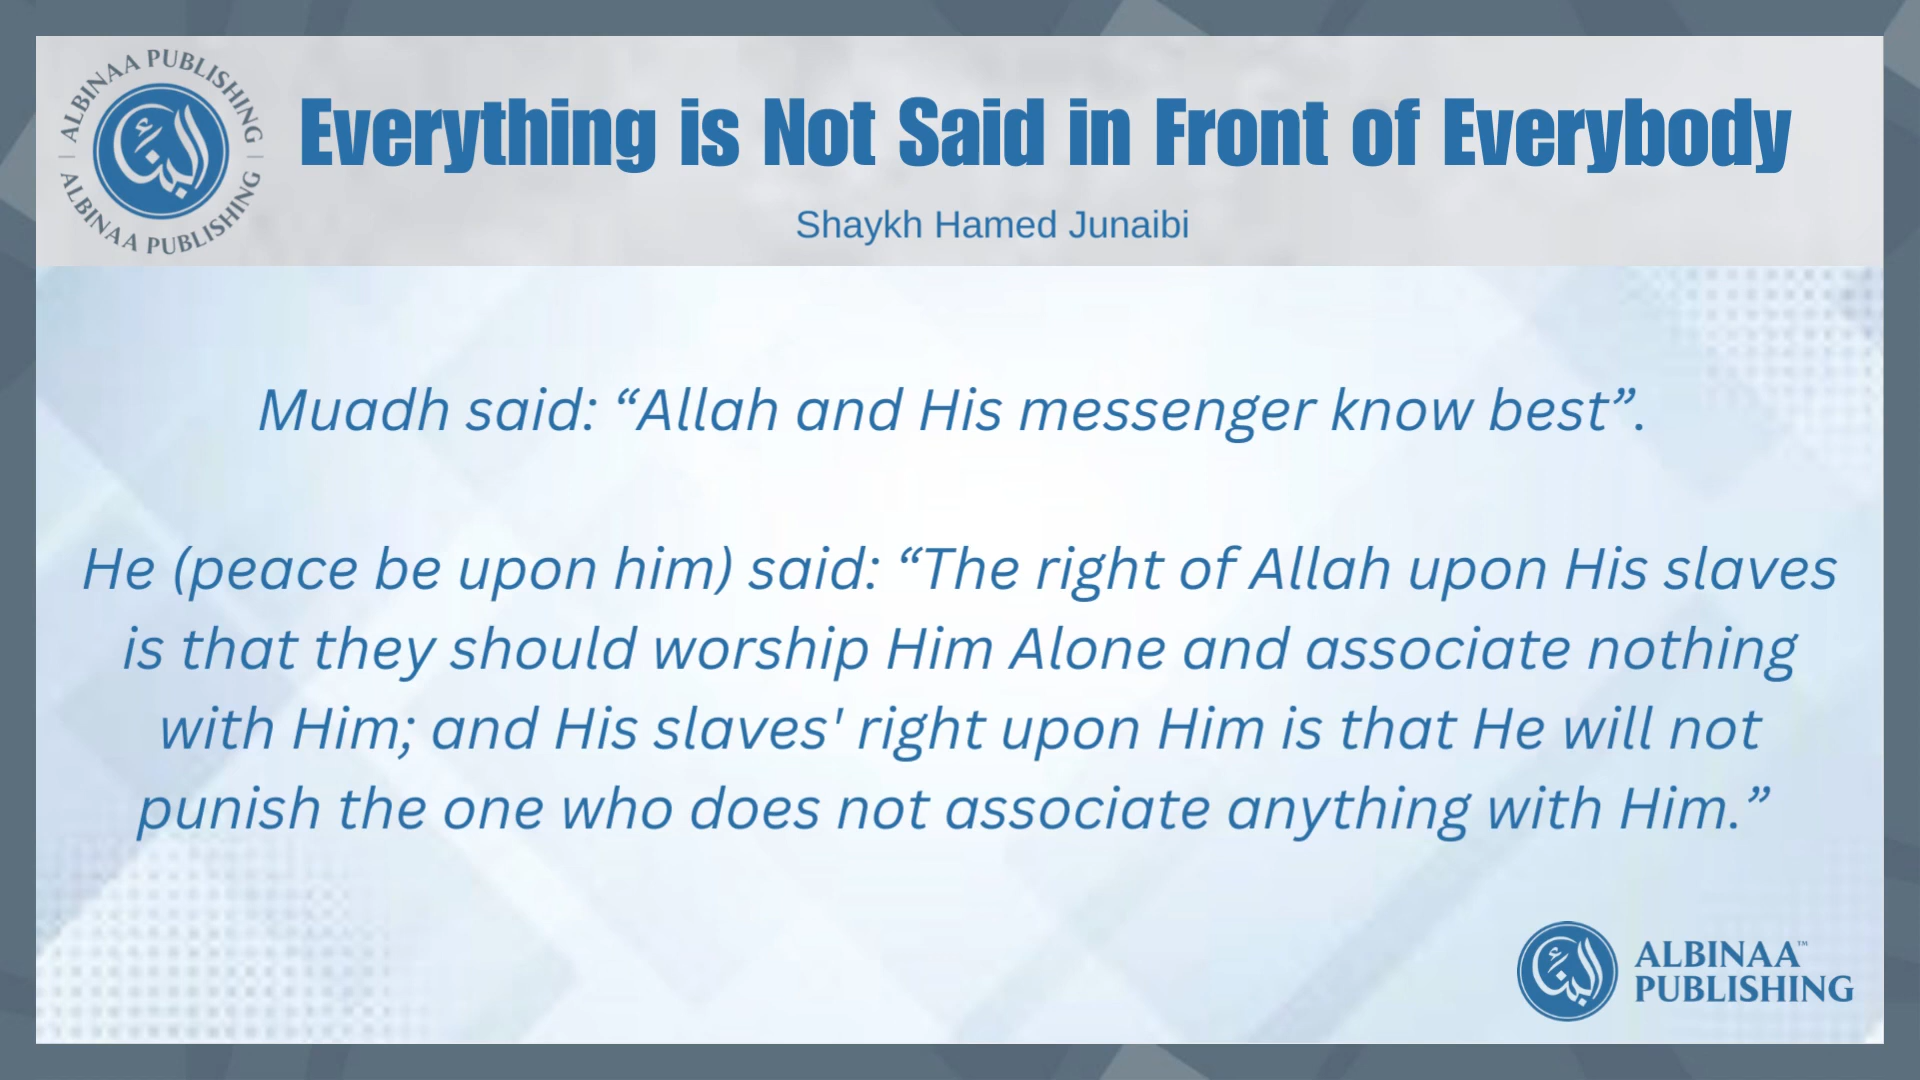 ALBINAA PUBLISHING
ALBINAA PUBLISHING
Everything is Not Said in Front of Everybody
Shaykh Hamed Junaibi
Muadh said: “Allah and His messenger know best”.
He (peace be upon him) said: “The right of Allah upon His slaves
is that they should worship Him Alone and associate nothing
with Him; and His slaves' right upon Him is that He will not
punish the one who does not associate anything with Him.”
ALBINAA™
PUBLISHING